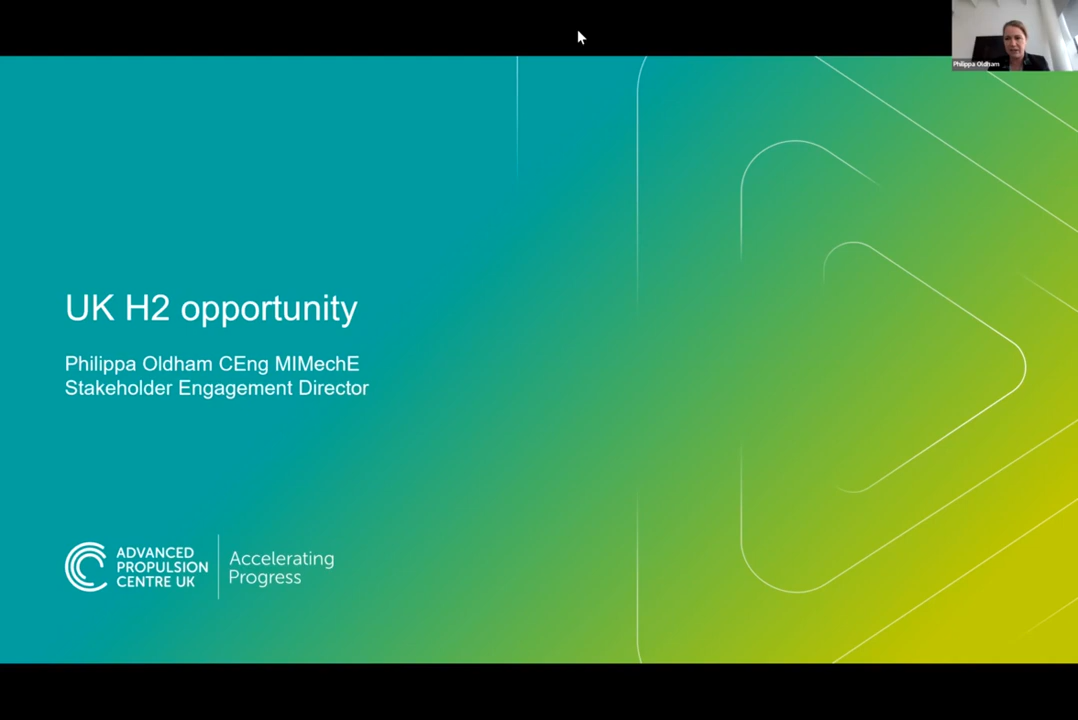 Philippa Oldham
UK H2 opportunity
Philippa Oldham CEng MIMechE
Stakeholder Engagement Director
ADVANCED
PROPULSION
CENTRE UK
Accelerating
Progress